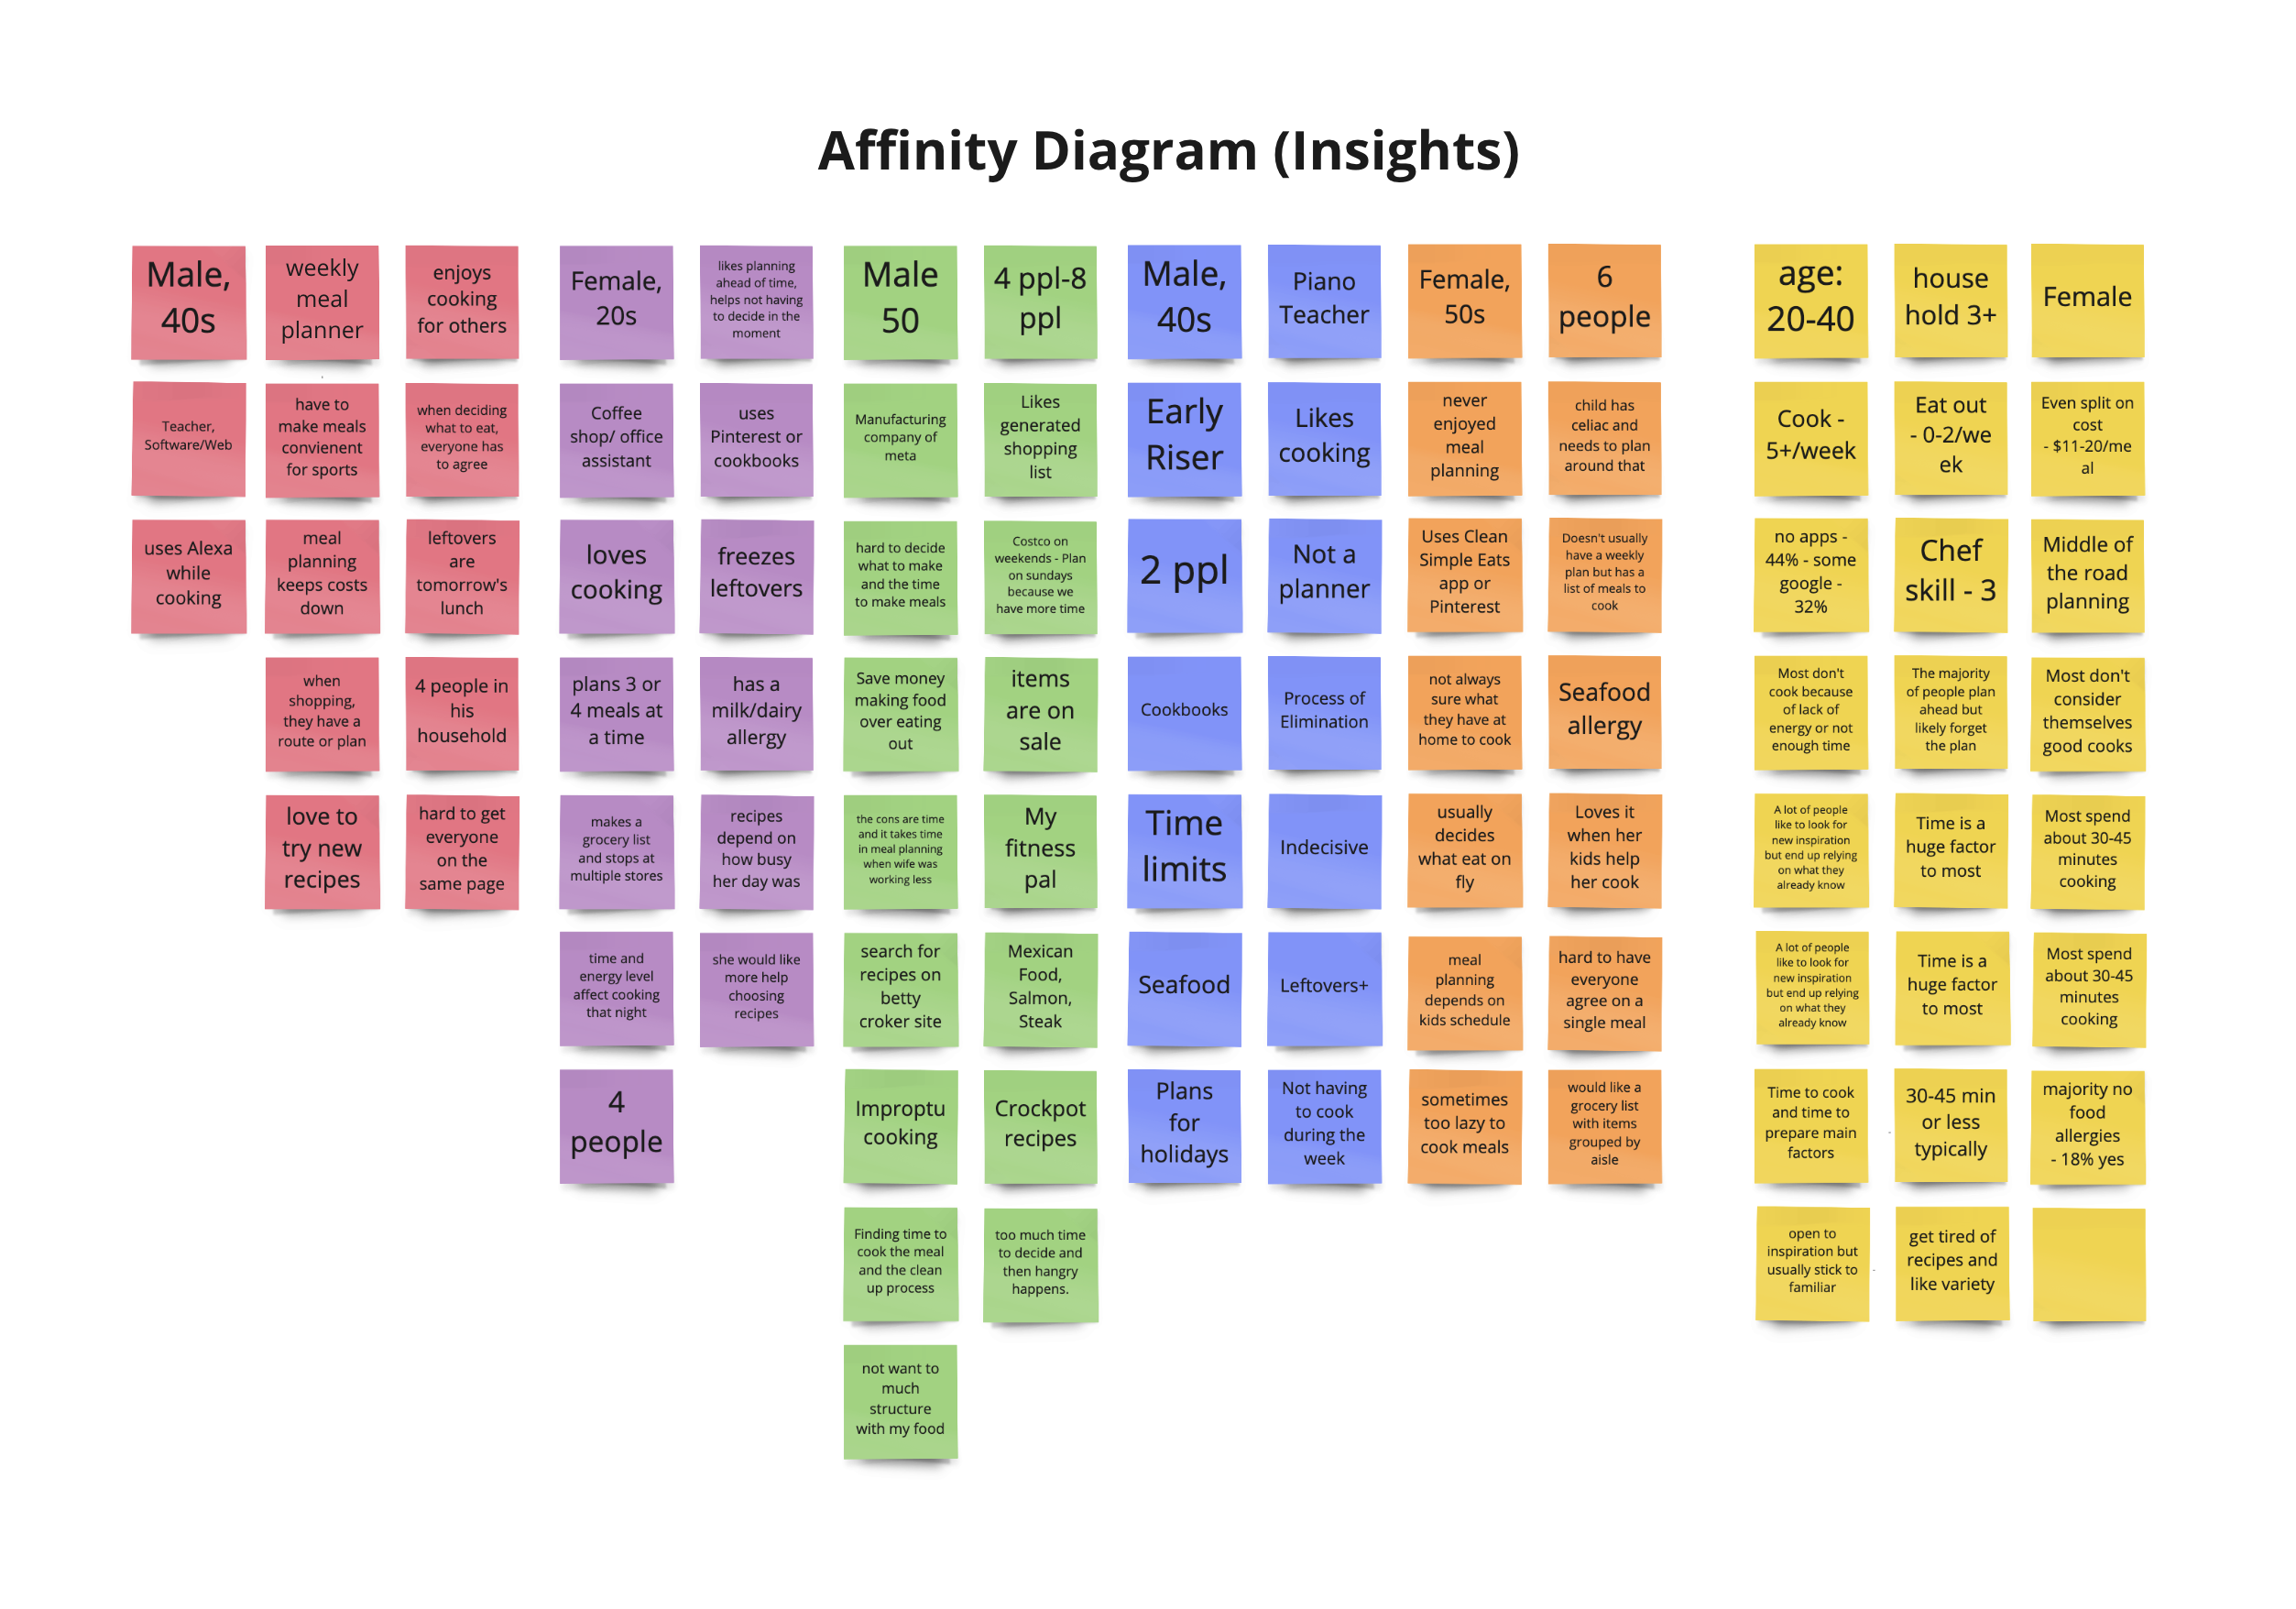 Affinity Diagram (Insights)
Male,
40s
weekly
meal
planner
enjoys
cooking
for others
Teacher,
Software/Web
have to
make meals
convienent
for sports
when deciding
what to eat,
everyone has
to agree
uses Alexa
while
cooking
meal
planning
keeps costs
down
leftovers
are
tomorrow's
lunch
when
shopping,
they have a
route or plan
4 people in
his
household
love to
try new
recipes
hard to get
everyone
on the
same page
Female,
20s
likes planning
ahead of time,
helps not having
to decide in the
moment
Coffee
shop/ office
assistant
uses
Pinterest or
cookbooks
loves
cooking
freezes
leftovers
plans 3 or
4 meals at
a time
has a
milk/dairy
allergy
makes a
grocery list
and stops at
multiple stores
recipes
depend on
how busy
her day was
time and
energy level
affect cooking
that night
she would like
more help
choosing
recipes
4
people
Male
50
4 ppl-8
ppl
Manufacturing
company of
meta
Likes
generated
shopping
list
hard to decide
what to make
and the time
to make meals
Costco on
weekends - Plan
on sundays
because we
have more time
Save money
making food
over eating
out
items
are on
sale
the cons are time
and it takes time
in meal planning
when wife was
working less
My
fitness
pal
search for
recipes on
betty
croker site
Mexican
Food,
Salmon,
Steak
Improptu
cooking
Crockpot
recipes
Finding time to
cook the meal
and the clean
up process
too much time
to decide and
then hangry
happens.
not want to
much
structure
with my food
Male,
40s
Piano
Teacher
Early
Riser
Likes
cooking
2 ppl
Not a
planner
Cookbooks
Process of
Elimination
Time
limits
Indecisive
Seafood
Leftovers+
Plans
for
holidays
Not having
to cook
during the
week
Female,
50s
6
people
never
enjoyed
meal
planning
child has
celiac and
needs to plan
around that
Uses Clean
Simple Eats
app or
Pinterest
Doesn't usually
have a weekly
plan but has a
list of meals to
cook
not always
sure what
they have at
home to cook
Seafood
allergy
usually
decides
what eat on
fly
Loves it
when her
kids help
her cook
meal
planning
depends on
kids schedule
hard to have
everyone
agree on a
single meal
sometimes
too lazy to
cook meals
would like a
grocery list
with items
grouped by
aisle
age:
20-40
house
hold 3+
Female
Cook -
5+/week
Eat out
- 0-2/we
ek
Even split on
cost
- $11-20/me
al
no apps -
44% - some
google -
32%
Chef
skill - 3
Middle of
the road
planning
Most don't
cook because
of lack of
energy or not
enough time
The majority
of people plan
ahead but
likely forget
the plan
Most don't
consider
themselves
good cooks
A lot of people
like to look for
new inspiration
but end up relying
on what they
already know
Time is a
huge factor
to most
Most spend
about 30-45
minutes
cooking
A lot of people
like to look for
new inspiration
but end up relying
on what they
already know
Time is a
huge factor
to most
Most spend
about 30-45
minutes
cooking
Time to cook
and time to
prepare main
factors
30-45 min
or less
typically
majority no
food
allergies
- 18% yes
open to
inspiration but
usually stick to
familiar
get tired of
recipes and
like variety